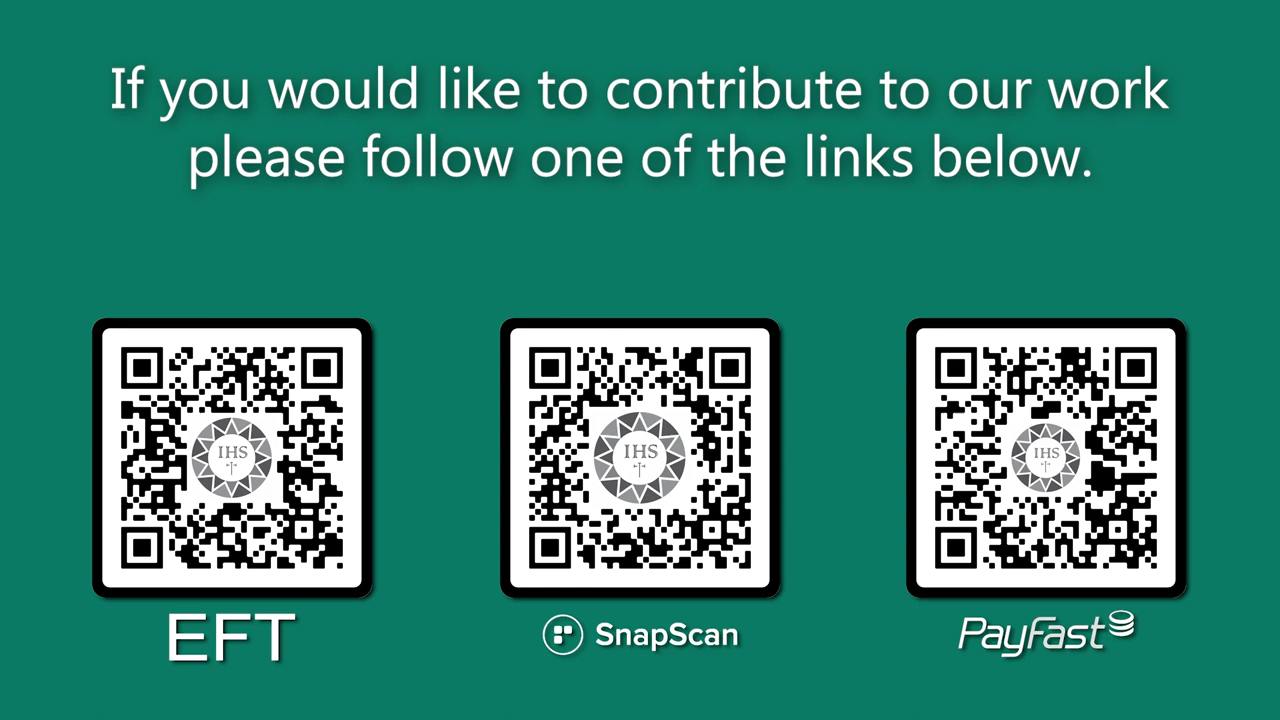 If you would like to contribute to our work
please follow one of the links below.
IHS
IHS
IHS
EFT
SnapScan
PayFast